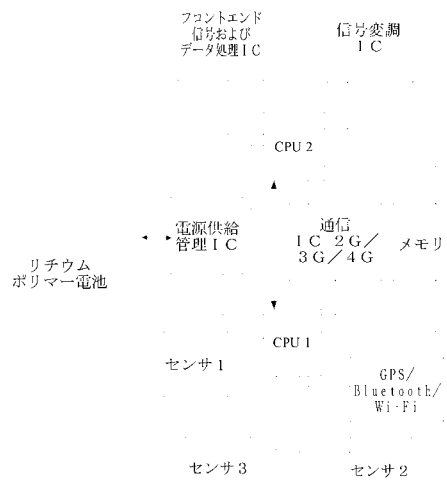 フロントエンド
信号および
データ処理IC
信号変調
IC
CPU 2
電源供給
管理IC
通信
IC 2G/
3G/4G
メモリ
リチウム
ポリマー電池
CPU 1
センサ1
GPS/
Bluetooth/
Wi-Fi
センサ3
センサ2